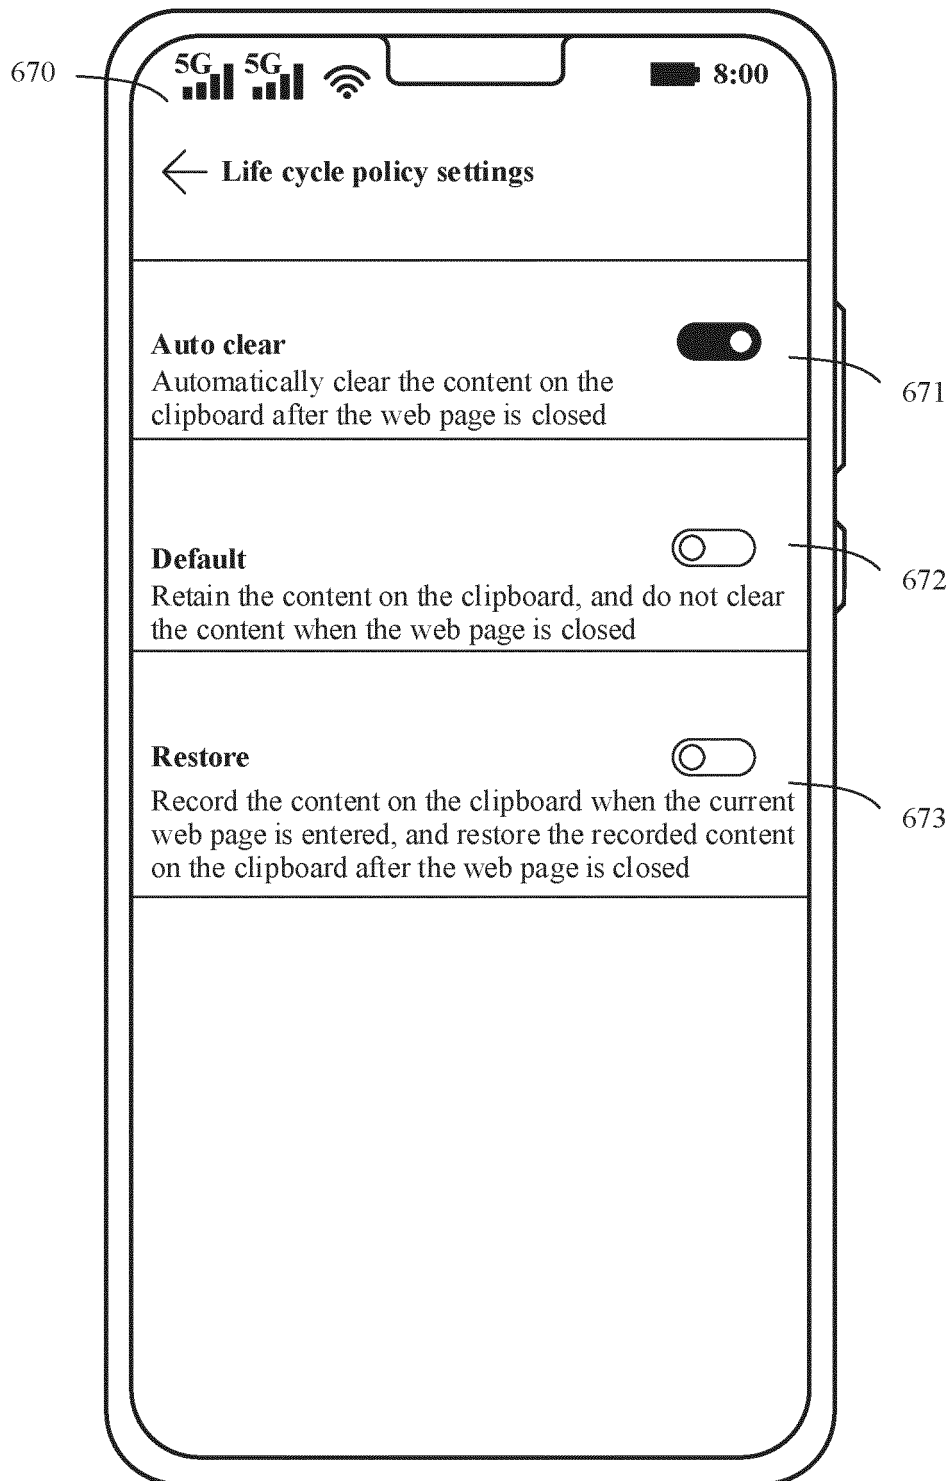 670
5G 5G 8:00
Life cycle policy settings
Auto clear
Automatically clear the content on the
clipboard after the web page is closed
671
Default
Retain the content on the clipboard, and do not clear
the content when the web page is closed
672
Restore
Record the content on the clipboard when the current
web page is entered, and restore the recorded content
on the clipboard after the web page is closed
673